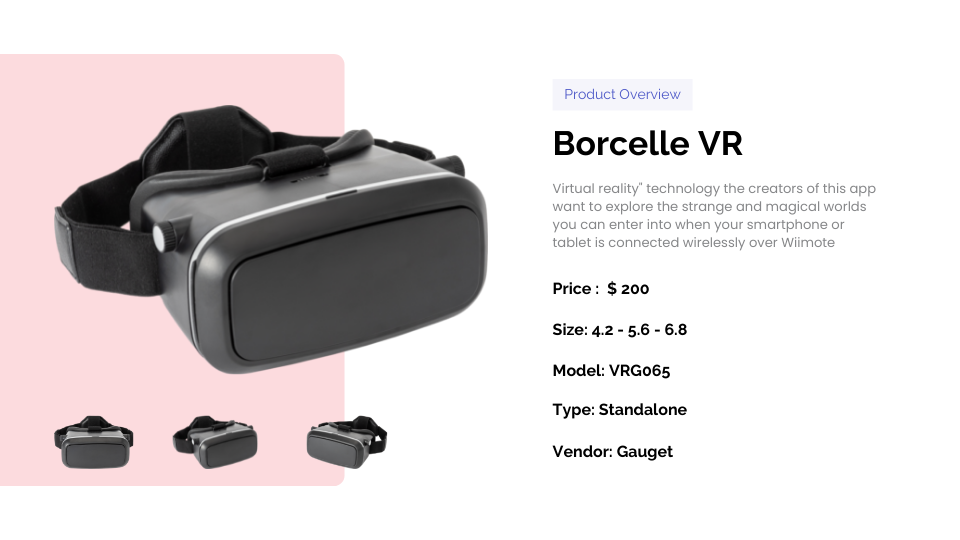 Product Overview
Borcelle VR
Virtual reality" technology the creators of this app
want to explore the strange and magical worlds
you can enter into when your smartphone or
tablet is connected wirelessly over Wiimote
Price :  $ 200
Size: 4.2 - 5.6 - 6.8
Model: VRG065
Type: Standalone
Vendor: Gauget